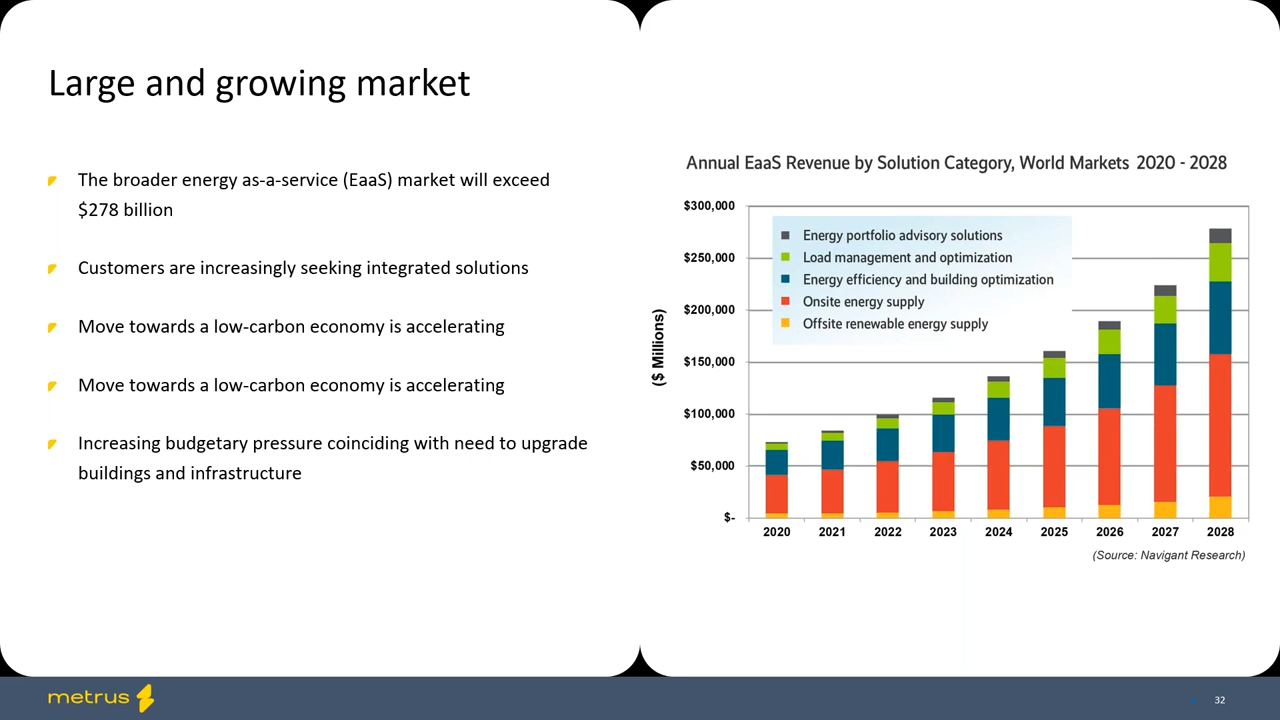 Large and growing market
The broader energy as-a-service (EaaS) market will exceed
$278 billion
Customers are increasingly seeking integrated solutions
Move towards a low-carbon economy is accelerating
Move towards a low-carbon economy is accelerating
Increasing budgetary pressure coinciding with need to upgrade
buildings and infrastructure
Annual EaaS Revenue by Solution Category, World Markets 2020 - 2028
($ Millions)
$300,000
$250,000
$200,000
$150,000
$100,000
$50,000
$-
Energy portfolio advisory solutions
Load management and optimization
Energy efficiency and building optimization
Onsite energy supply
Offsite renewable energy supply
2020 2021 2022 2023 2024 2025 2026 2027 2028
(Source: Navigant Research)
metrus
32